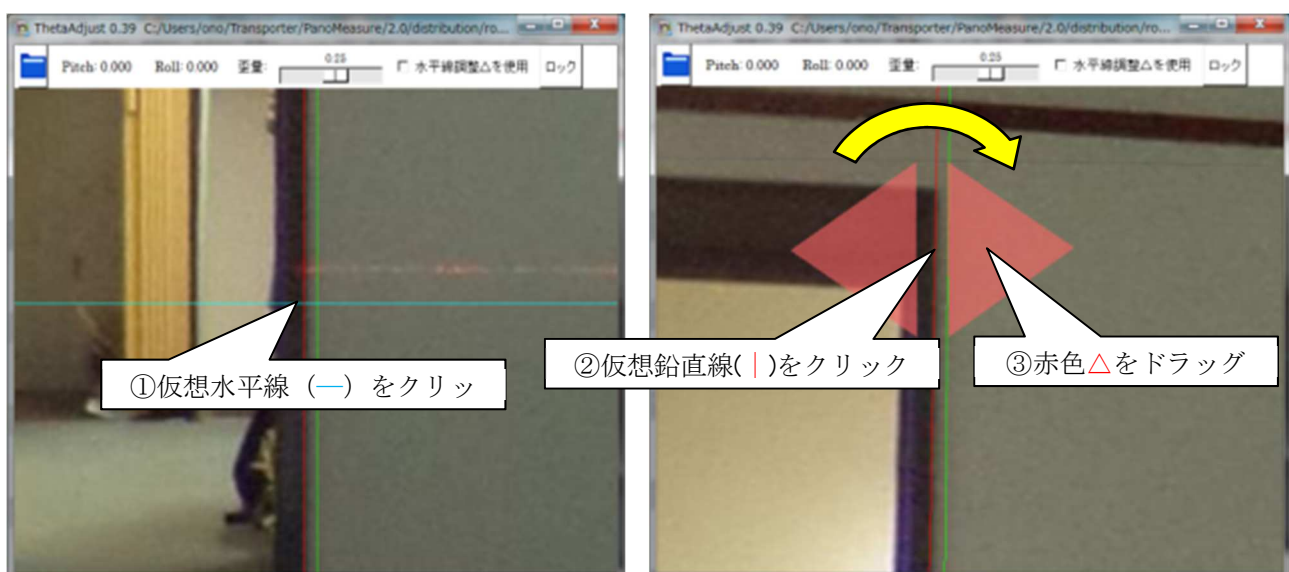 ThetaAdjust 0.39 C:/Users/ono/Transporter/PanoMeasure/2.0/distribution/ro...
Pitch: 0.000 Roll: 0.000 歪量: 0.25 水平線調整△を使用 ロック
①仮想水平線（―）をクリッ
ThetaAdjust 0.39 C:/Users/ono/Transporter/PanoMeasure/2.0/distribution/ro...
Pitch: 0.000 Roll: 0.000 歪量: 0.25 水平線調整△を使用 ロック
②仮想鉛直線(｜)をクリック
③赤色△をドラッグ